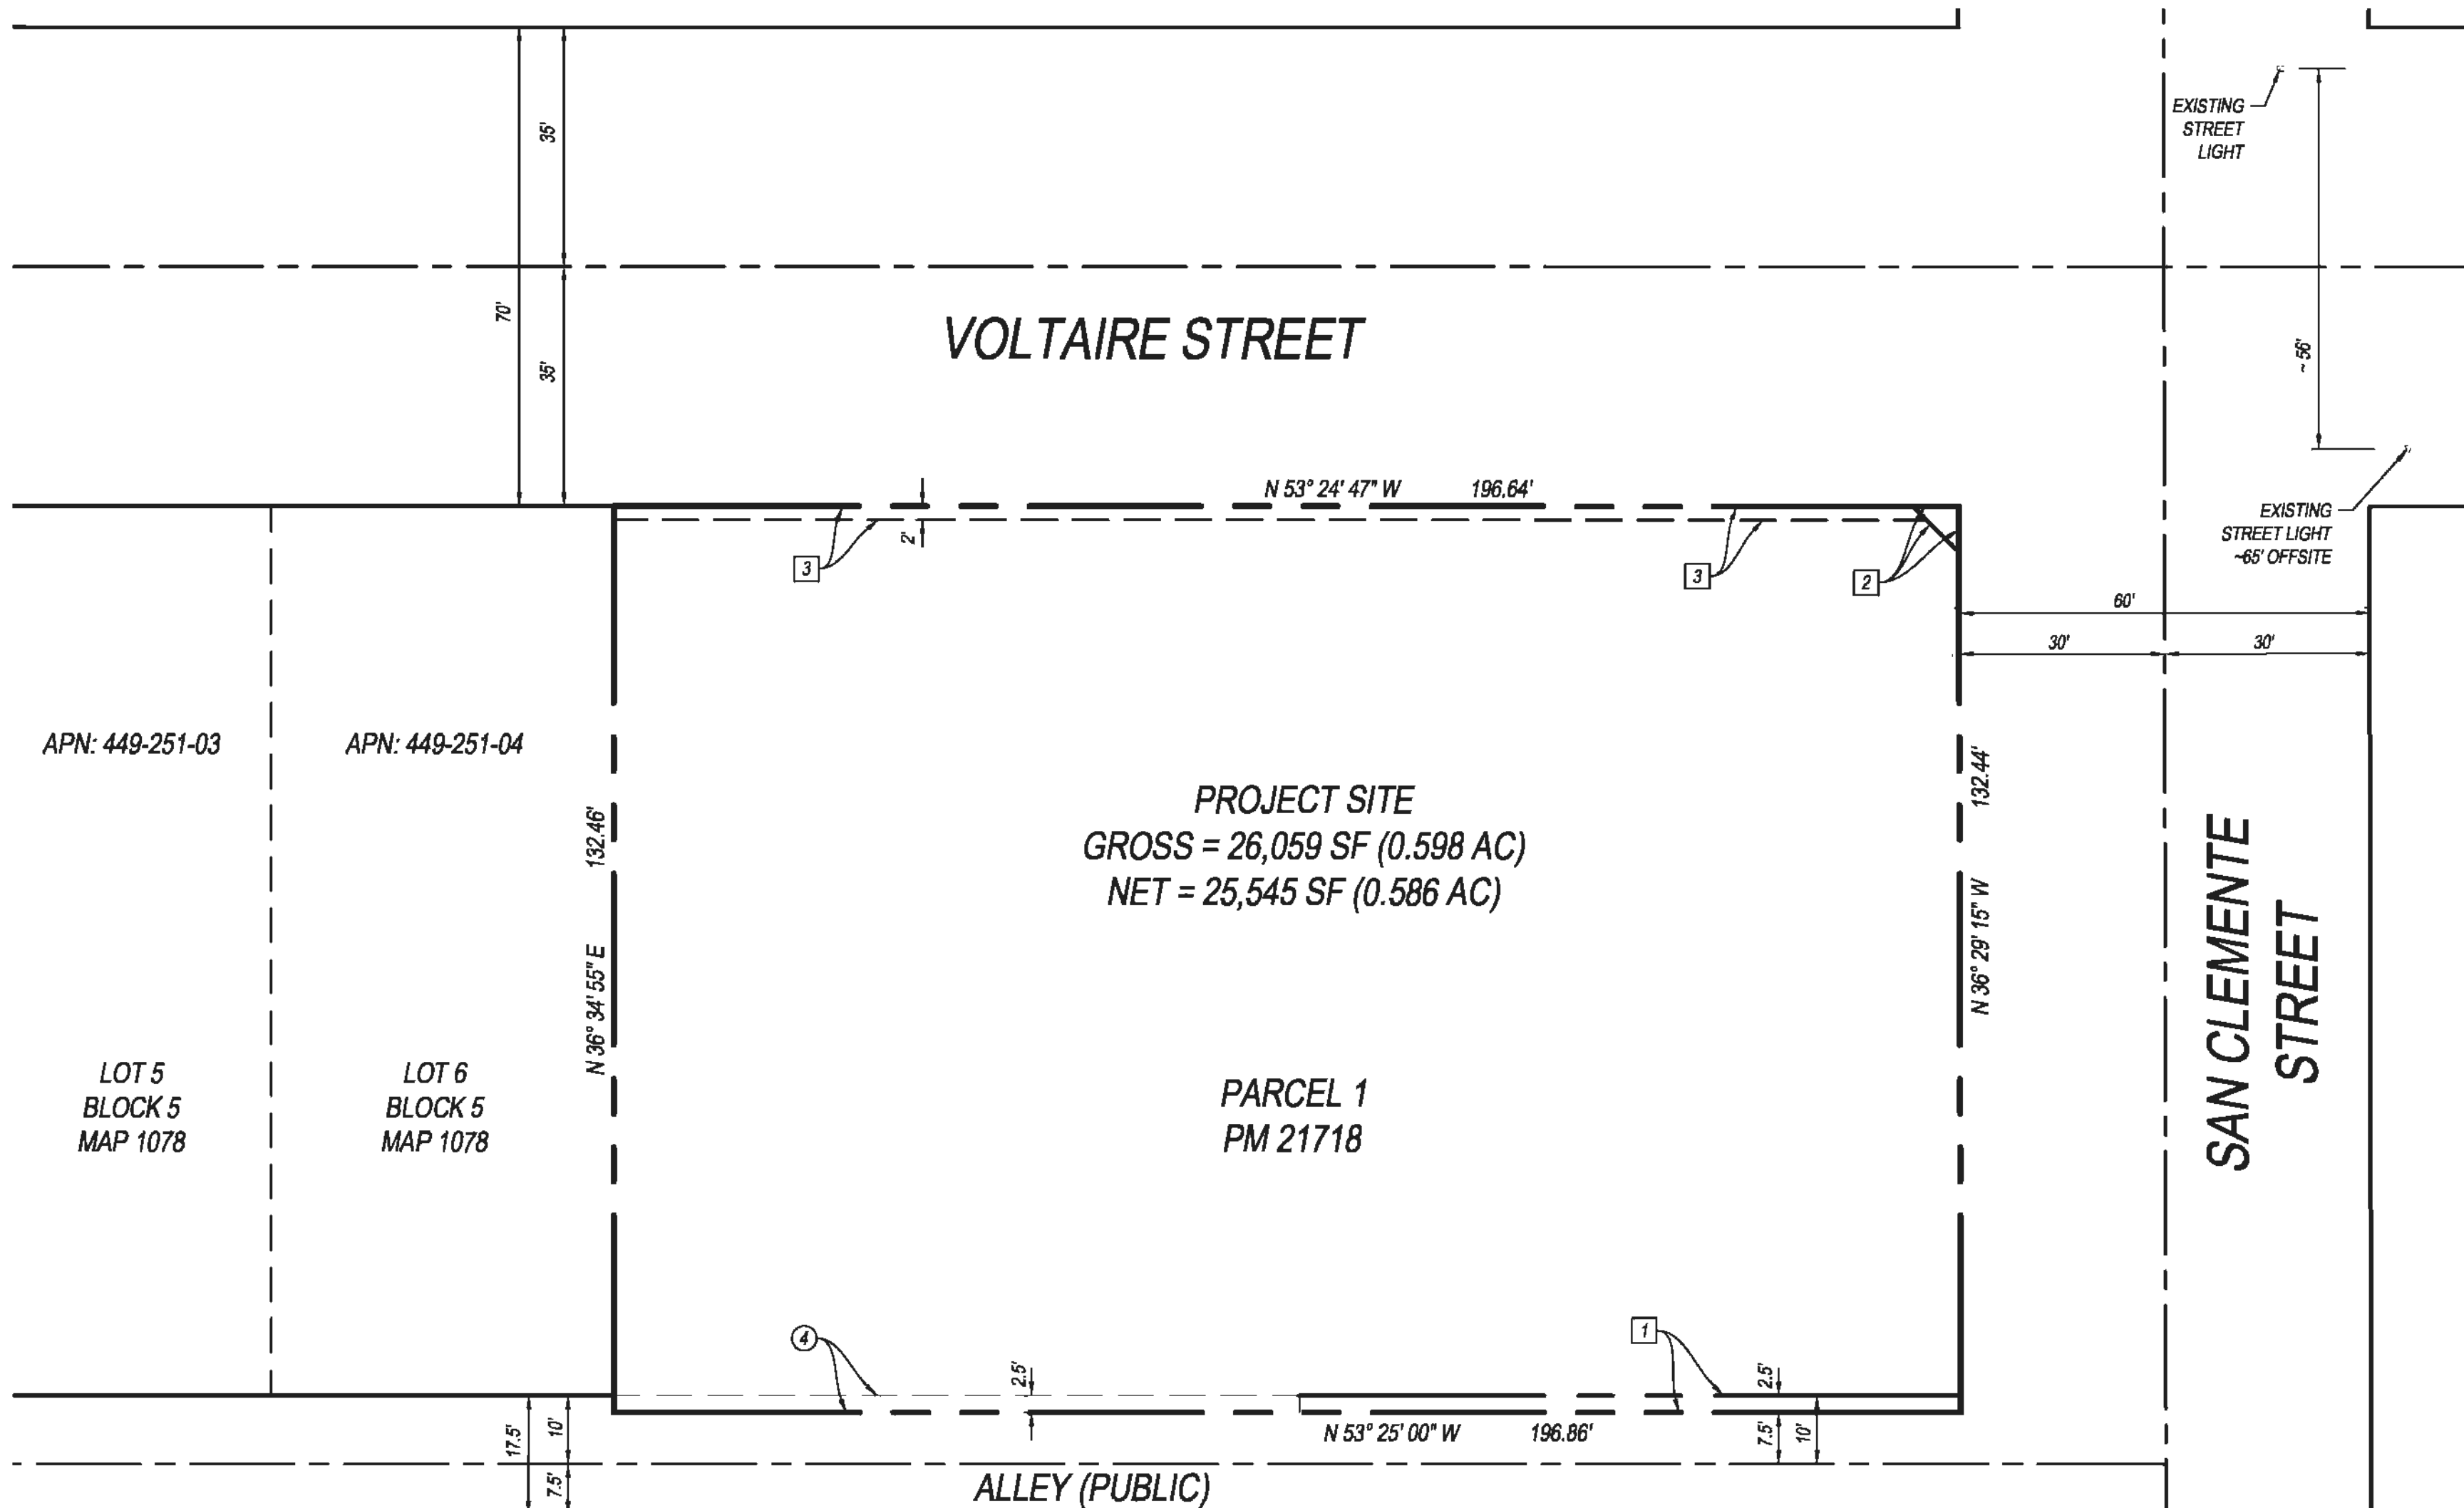 EXISTING
STREET
LIGHT
35'
70'
35'
VOLTAIRE STREET
~ 56'
N 53° 24' 47" W 196.64'
EXISTING
STREET LIGHT
~65' OFFSITE
2'
3
3
2
60'
30'
30'
APN: 449-251-03
APN: 449-251-04
132.46'
N 36° 34' 55" E
PROJECT SITE
GROSS = 26,059 SF (0.598 AC)
NET = 25,545 SF (0.586 AC)
132.44'
N 36° 29' 15" W
SAN CLEMENTE
STREET
LOT 5
BLOCK 5
MAP 1078
LOT 6
BLOCK 5
MAP 1078
PARCEL 1
PM 21718
4
1
2.5'
2.5'
N 53° 25' 00" W 196.86'
17.5'
10'
7.5'
7.5'
10'
ALLEY (PUBLIC)